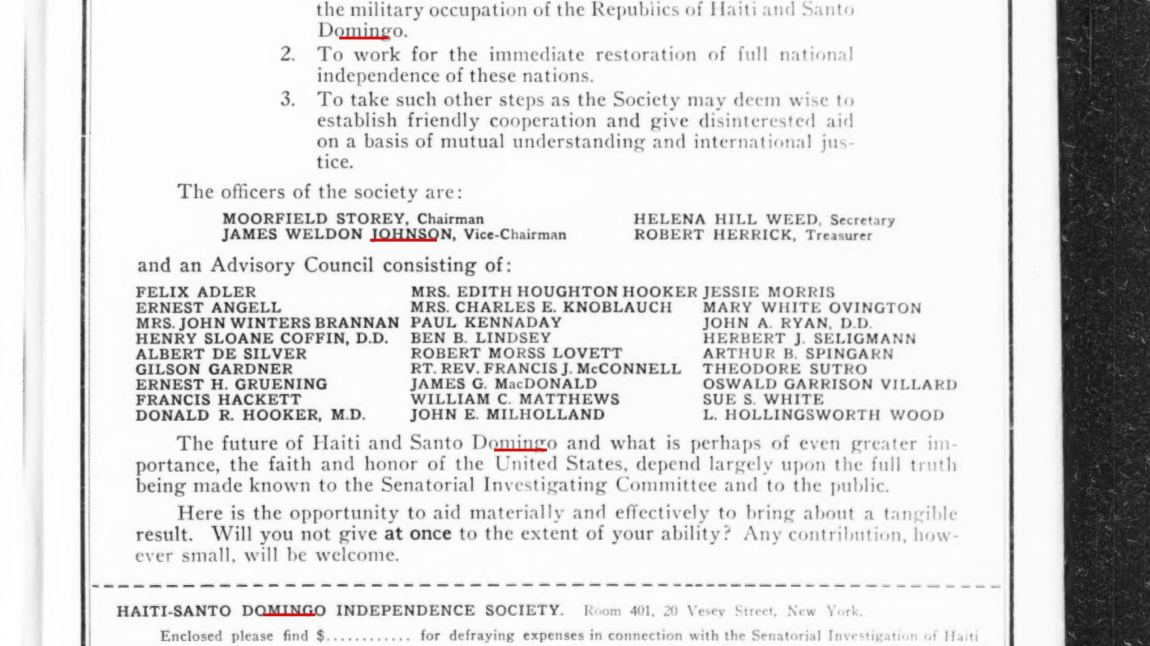 the military occupation of the Republics of Haiti and Santo
Domingo.
2. To work for the immediate restoration of full national
independence of these nations.
3. To take such other steps as the Society may deem wise to
establish friendly cooperation and give disinterested aid
on a basis of mutual understanding and international jus-
tice.
The officers of the society are:
MOORFIELD STOREY, Chairman HELENA HILL WEED, Secretary
JAMES WELDON JOHNSON, Vice-Chairman ROBERT HERRICK, Treasurer
and an Advisory Council consisting of:
FELIX ADLER MRS. EDITH HOUGHTON HOOKER JESSIE MORRIS
ERNEST ANGELL MRS. CHARLES E. KNOBLAUCH MARY WHITE OVINGTON
MRS. JOHN WINTERS BRANNAN PAUL KENNADAY JOHN A. RYAN, D.D.
HENRY SLOANE COFFIN, D.D. BEN B. LINDSEY HERBERT J. SELIGMANN
ALBERT DE SILVER ROBERT MORSS LOVETT ARTHUR B. SPINGARN
GILSON GARDNER RT. REV. FRANCIS J. McCONNELL THEODORE SUTRO
ERNEST H. GRUENING JAMES G. MacDONALD OSWALD GARRISON VILLARD
FRANCIS HACKETT WILLIAM C. MATTHEWS SUE S. WHITE
DONALD R. HOOKER, M.D. JOHN E. MILHOLLAND L. HOLLINGSWORTH WOOD
The future of Haiti and Santo Domingo and what is perhaps of even greater im-
portance, the faith and honor of the United States, depend largely upon the full truth
being made known to the Senatorial Investigating Committee and to the public.
Here is the opportunity to aid materially and effectively to bring about a tangible
result. Will you not give at once to the extent of your ability? Any contribution, how-
ever small, will be welcome.
HAITI-SANTO DOMINGO INDEPENDENCE SOCIETY. Room 401, 20 Vesey Street, New York.
Enclosed please find $............ for defraying expenses in connection with the Senatorial Investigation of Haiti